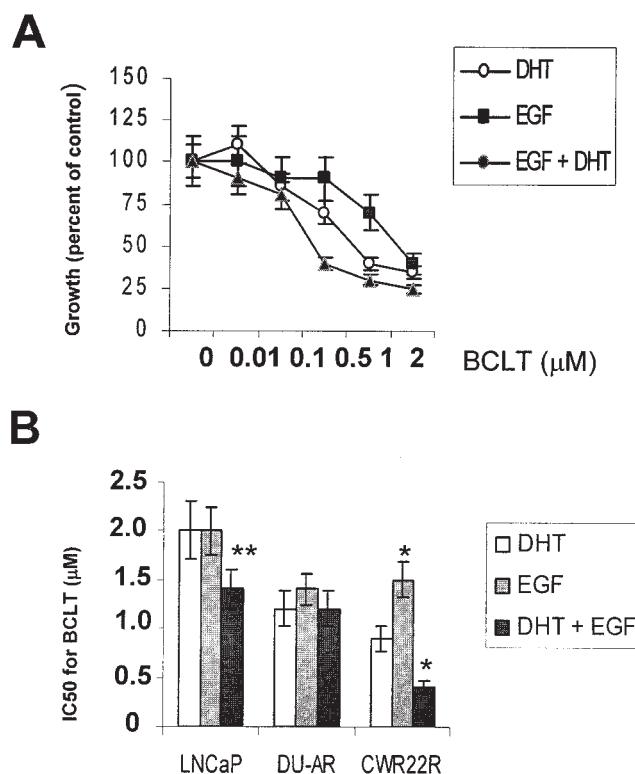 A
Growth (percent of control)
150
125
100
75
50
25
0
0 0.01 0.1 0.5 1 2
BCLT (μM)
DHT
EGF
EGF + DHT
B
IC50 for BCLT (μM)
2.5
2.0
1.5
1.0
0.5
0
**
*
*
LNCaP DU-AR CWR22R
DHT
EGF
DHT + EGF